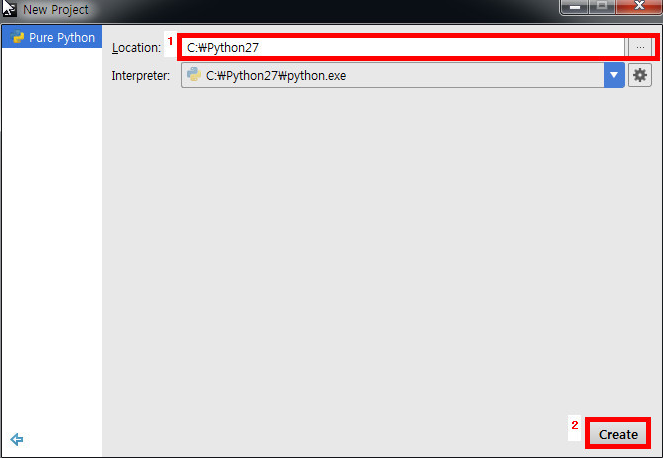 New Project
Pure Python
Location: 1 C:₩Python27 ...
Interpreter: C:₩Python27₩python.exe
2 Create